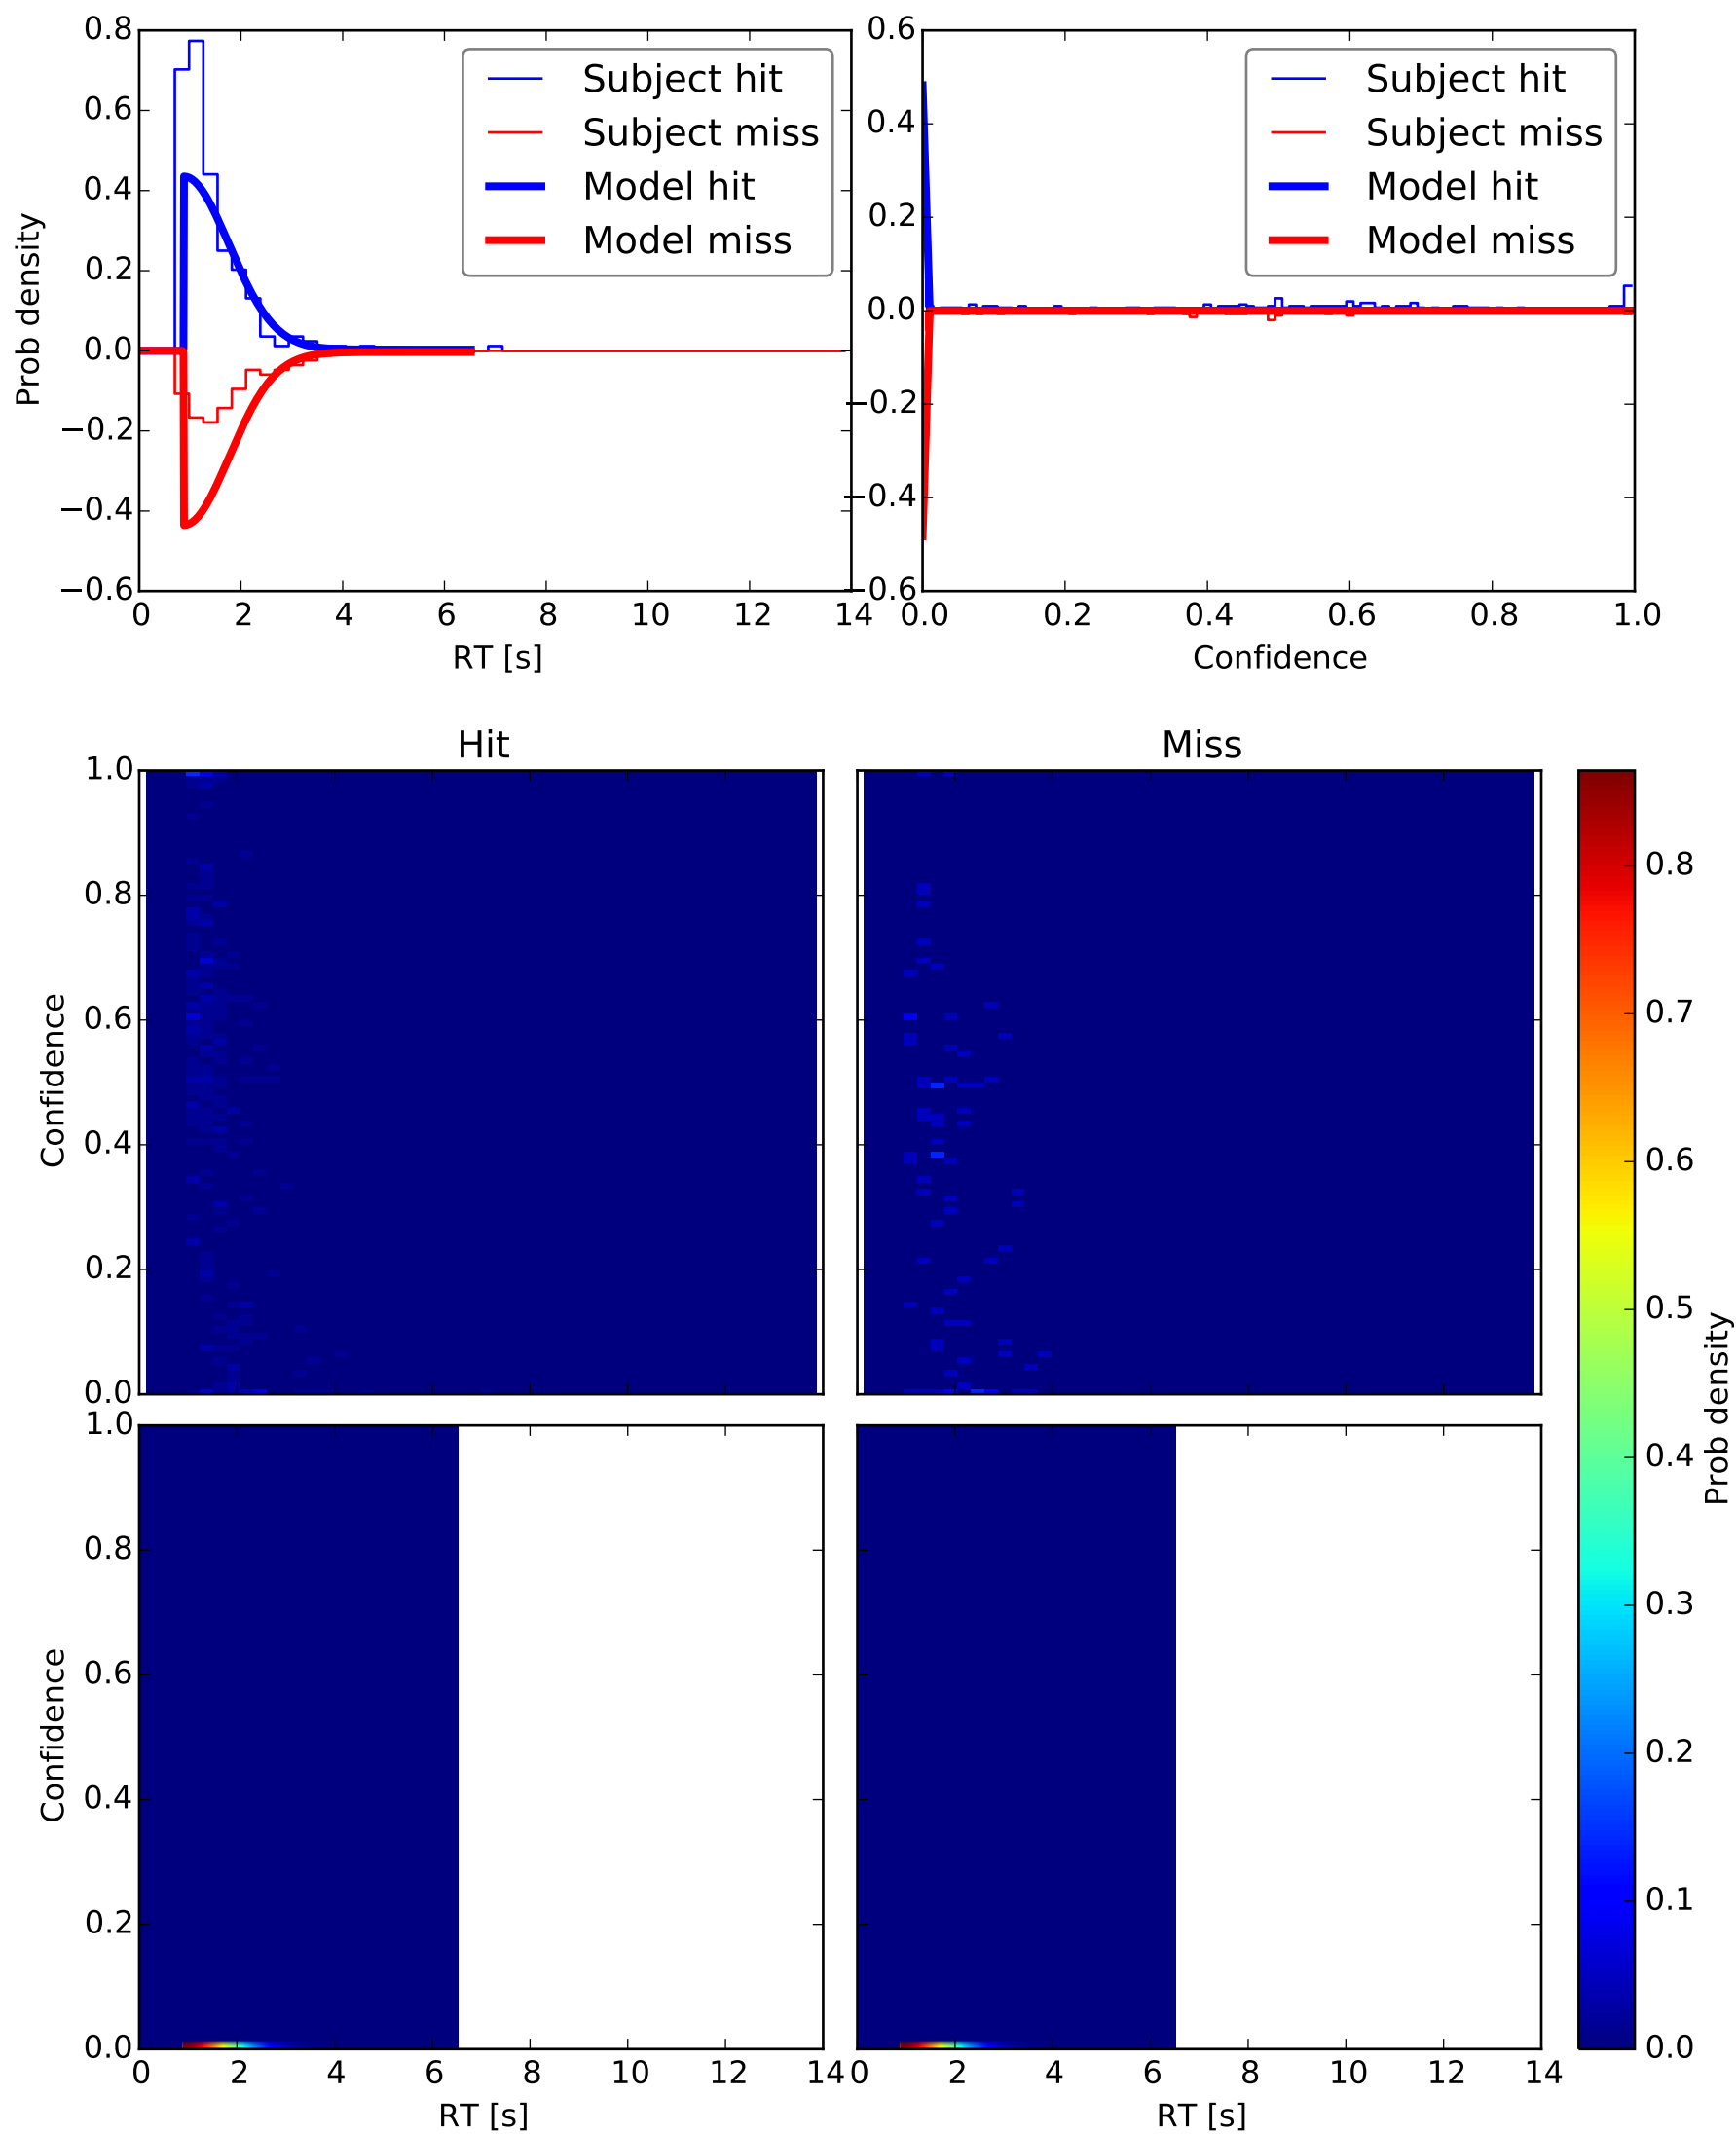 0.8
0.6
0.4
0.2
0.0
−0.2
−0.4
−0.6
Prob density
0 2 4 6 8 10 12 14
RT [s]
Subject hit
Subject miss
Model hit
Model miss
0.6
0.4
0.2
0.0
−0.2
−0.4
−0.6
0.0 0.2 0.4 0.6 0.8 1.0
Confidence
Subject hit
Subject miss
Model hit
Model miss
Hit
1.0
0.8
0.6
0.4
0.2
0.0
Confidence
Miss
1.0
0.8
0.6
0.4
0.2
0.0
Confidence
0 2 4 6 8 10 12 14
RT [s]
0 2 4 6 8 10 12 14
RT [s]
0.8
0.7
0.6
0.5
0.4
0.3
0.2
0.1
0.0
Prob density